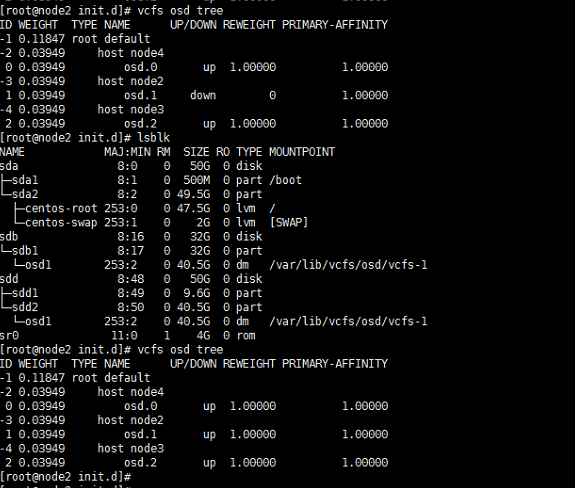 [root@node2 init.d]# vcfs osd tree
ID WEIGHT  TYPE NAME      UP/DOWN REWEIGHT PRIMARY-AFFINITY
-1 0.11847 root default
-2 0.03949     host node4
 0 0.03949         osd.0       up  1.00000          1.00000
-3 0.03949     host node2
 1 0.03949         osd.1     down        0          1.00000
-4 0.03949     host node3
 2 0.03949         osd.2       up  1.00000          1.00000
[root@node2 init.d]# lsblk
NAME            MAJ:MIN RM  SIZE RO TYPE MOUNTPOINT
sda               8:0    0   50G  0 disk
├─sda1            8:1    0  500M  0 part /boot
└─sda2            8:2    0 49.5G  0 part
  ├─centos-root 253:0    0 47.5G  0 lvm  /
  └─centos-swap 253:1    0    2G  0 lvm  [SWAP]
sdb               8:16   0   32G  0 disk
└─sdb1            8:17   0   32G  0 part
  └─osd1        253:2    0 40.5G  0 dm   /var/lib/vcfs/osd/vcfs-1
sdd               8:48   0   50G  0 disk
├─sdd1            8:49   0  9.6G  0 part
└─sdd2            8:50   0 40.5G  0 part
  └─osd1        253:2    0 40.5G  0 dm   /var/lib/vcfs/osd/vcfs-1
sr0              11:0    1    4G  0 rom
[root@node2 init.d]# vcfs osd tree
ID WEIGHT  TYPE NAME      UP/DOWN REWEIGHT PRIMARY-AFFINITY
-1 0.11847 root default
-2 0.03949     host node4
 0 0.03949         osd.0       up  1.00000          1.00000
-3 0.03949     host node2
 1 0.03949         osd.1       up  1.00000          1.00000
-4 0.03949     host node3
 2 0.03949         osd.2       up  1.00000          1.00000
[root@node2 init.d]#